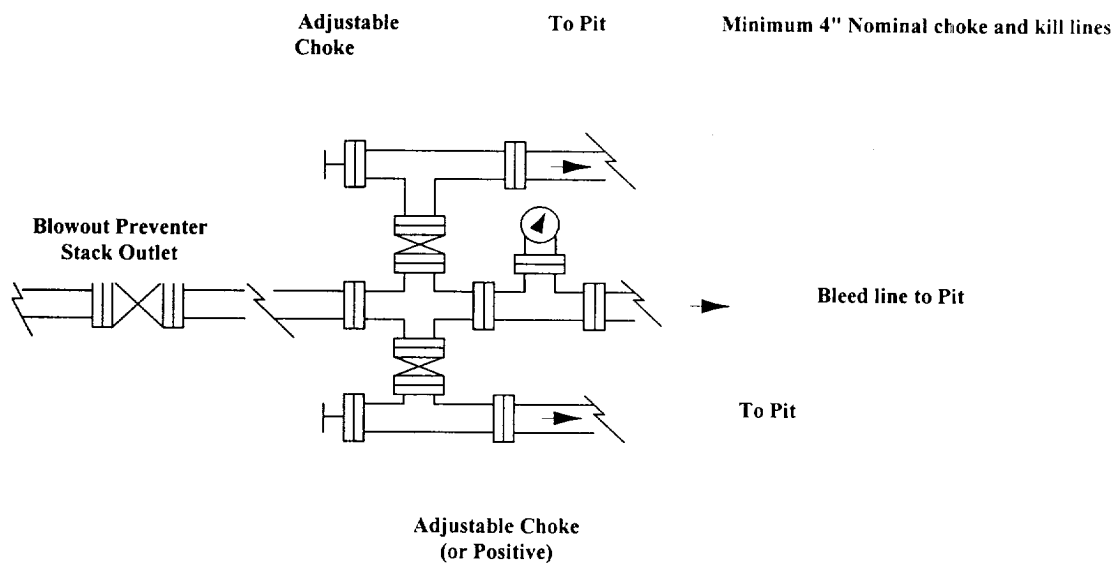 Adjustable
Choke
To Pit
Minimum 4" Nominal choke and kill lines
Blowout Preventer
Stack Outlet
Bleed line to Pit
To Pit
Adjustable Choke
(or Positive)